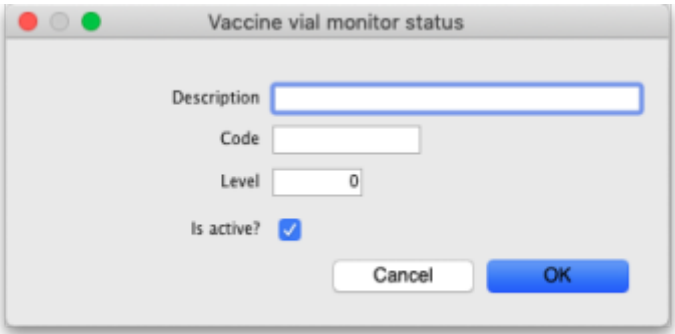 Vaccine vial monitor status
Description
Code
Level 0
Is active?
Cancel OK